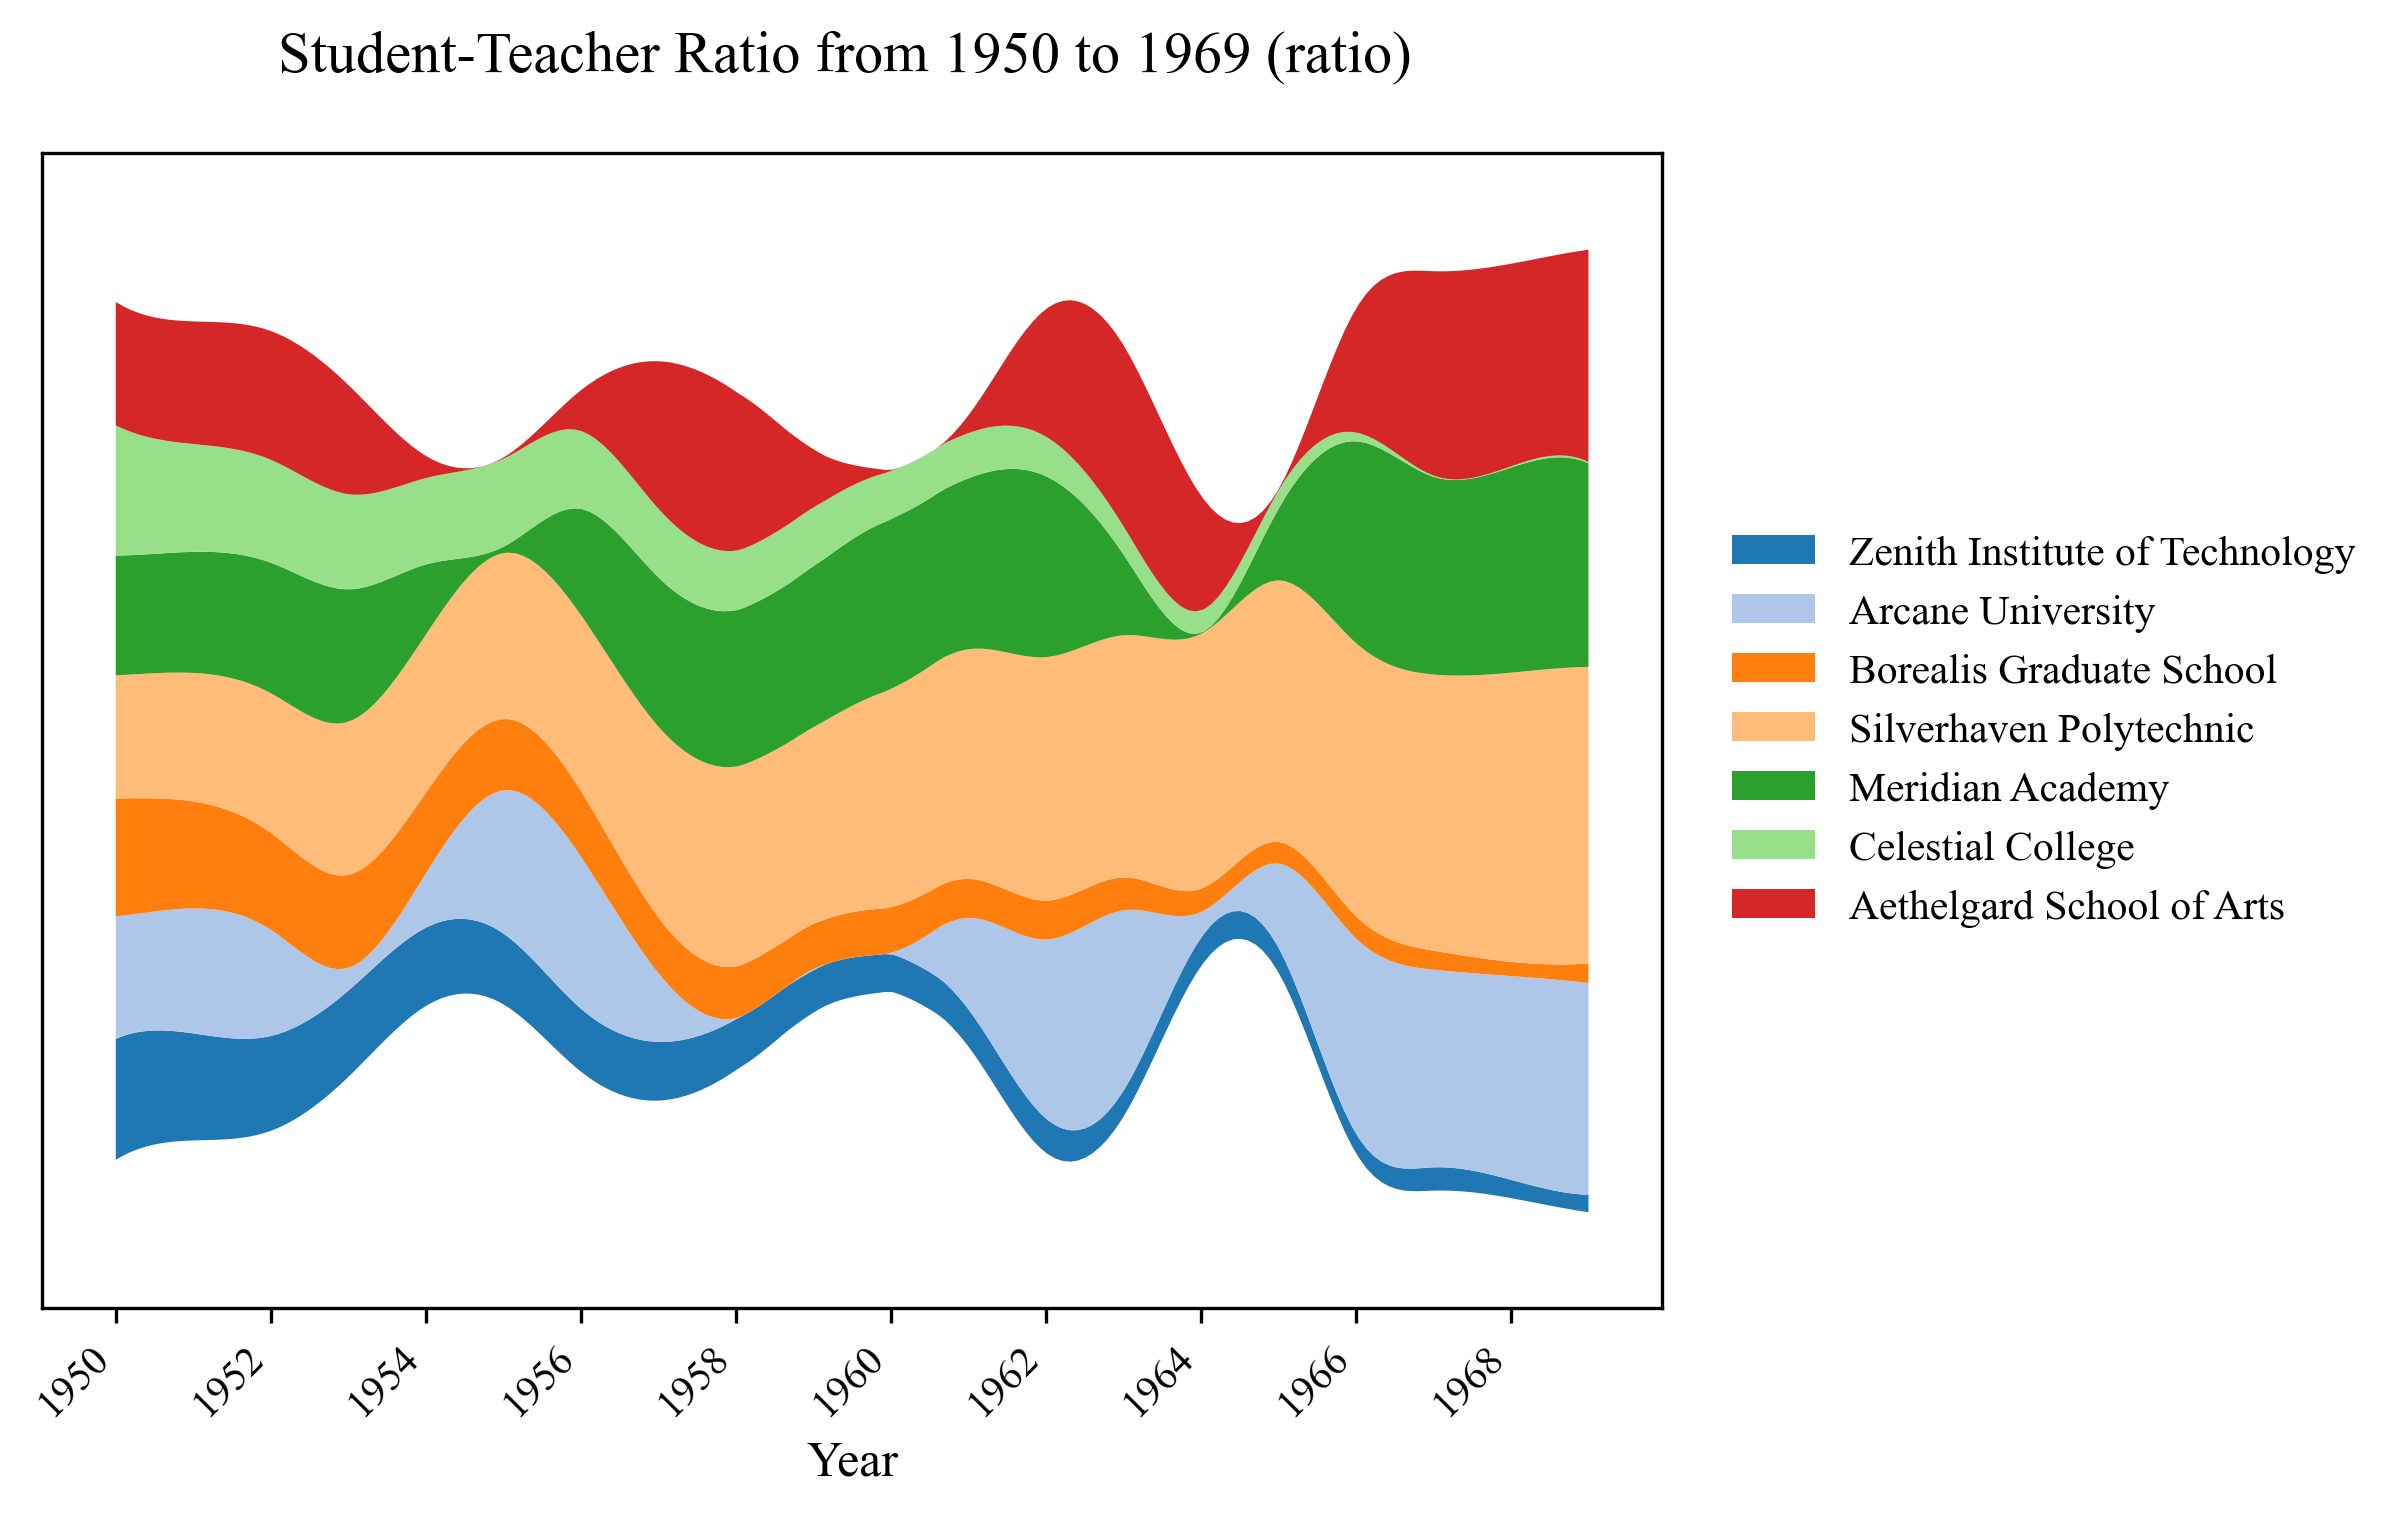 Student-Teacher Ratio from 1950 to 1969 (ratio)
Zenith Institute of Technology
Arcane University
Borealis Graduate School
Silverhaven Polytechnic
Meridian Academy
Celestial College
Aethelgard School of Arts
1950
1952
1954
1956
1958
1960
1962
1964
1966
1968
Year